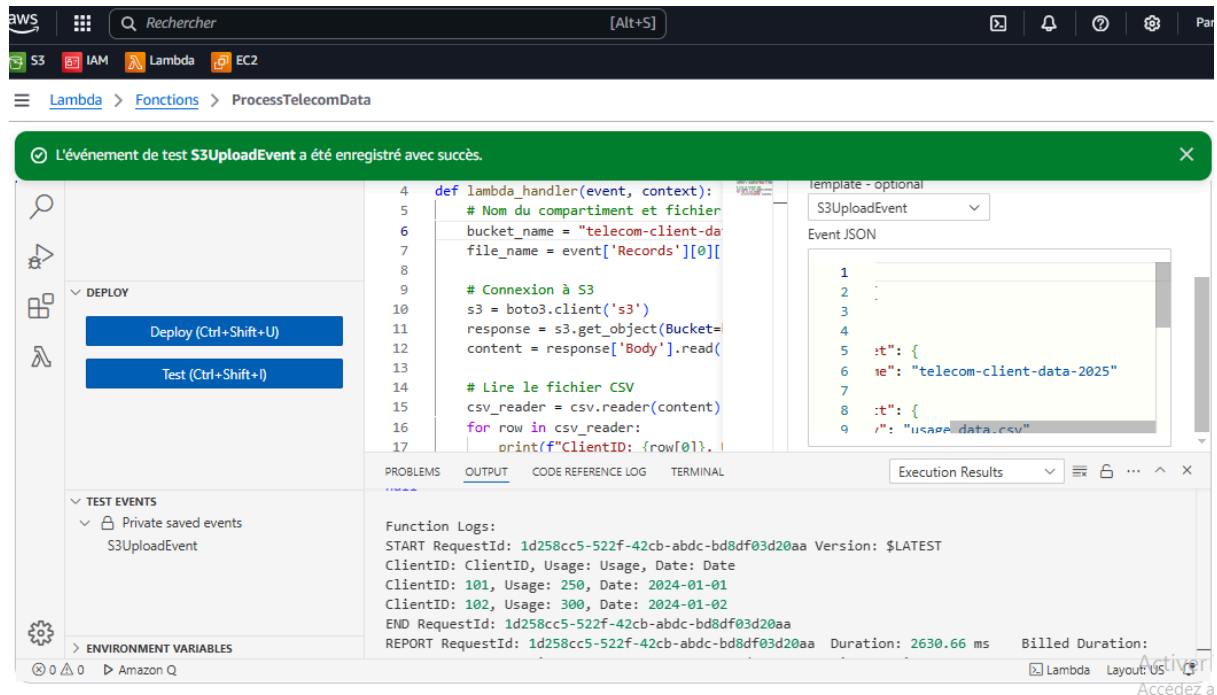 aws
Rechercher [Alt+S]
S3 IAM Lambda EC2
Lambda > Fonctions > ProcessTelecomData
L'événement de test S3UploadEvent a été enregistré avec succès.
DEPLOY
Deploy (Ctrl+Shift+U)
Test (Ctrl+Shift+I)
4 def lambda_handler(event, context):
5 # Nom du compartiment et fichier
6 bucket_name = "telecom-client-da
7 file_name = event['Records'][0][
8
9 # Connexion à S3
10 s3 = boto3.client('s3')
11 response = s3.get_object(Bucket=
12 content = response['Body'].read(
13
14 # Lire le fichier CSV
15 csv_reader = csv.reader(content)
16 for row in csv_reader:
17 print(f"ClientID: {row[0]},
Template - optional
S3UploadEvent
Event JSON
1
2
3
4
5 :t": {
6 ie": "telecom-client-data-2025"
7
8 :t": {
9 /": "usage_data.csv"
PROBLEMS OUTPUT CODE REFERENCE LOG TERMINAL Execution Results
TEST EVENTS
Private saved events
S3UploadEvent
null
Function Logs:
START RequestId: 1d258cc5-522f-42cb-abdc-bd8df03d20aa Version: $LATEST
ClientID: ClientID, Usage: Usage, Date: Date
ClientID: 101, Usage: 250, Date: 2024-01-01
ClientID: 102, Usage: 300, Date: 2024-01-02
END RequestId: 1d258cc5-522f-42cb-abdc-bd8df03d20aa
REPORT RequestId: 1d258cc5-522f-42cb-abdc-bd8df03d20aa Duration: 2630.66 ms Billed Duration:
ENVIRONMENT VARIABLES
0 0 Amazon Q Lambda Layout: US
Activer
Accédez a